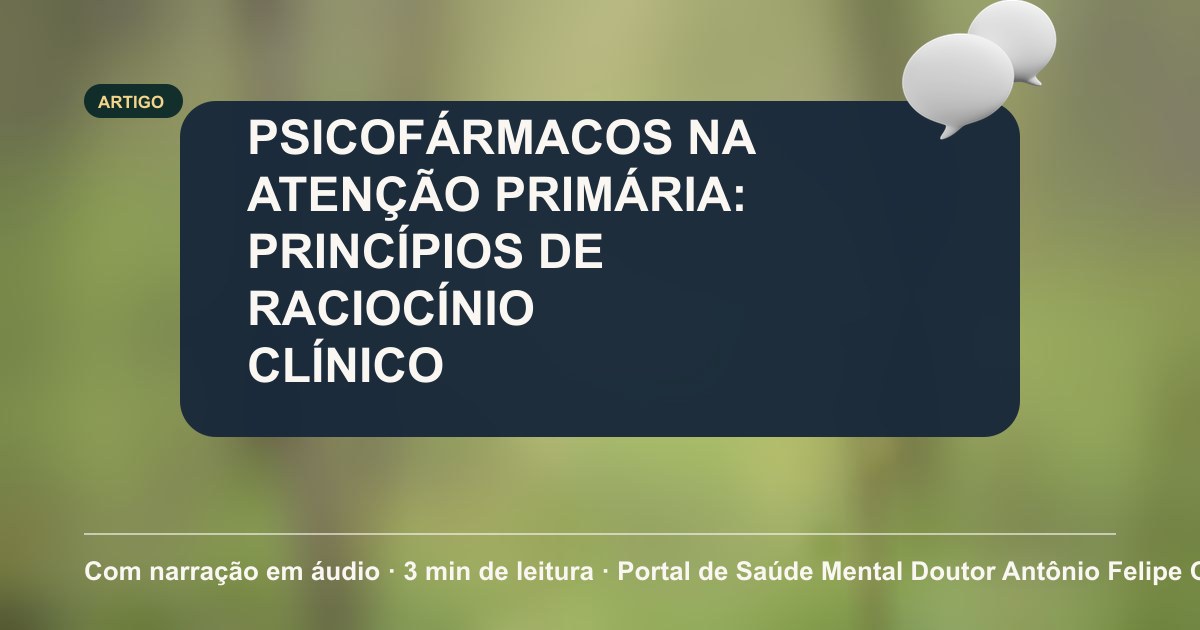 ARTIGO
PSICOFÁRMACOS NA
ATENÇÃO PRIMÁRIA:
PRINCÍPIOS DE
RACIOCÍNIO
CLÍNICO
Com narração em áudio · 3 min de leitura · Portal de Saúde Mental Doutor Antônio Felipe